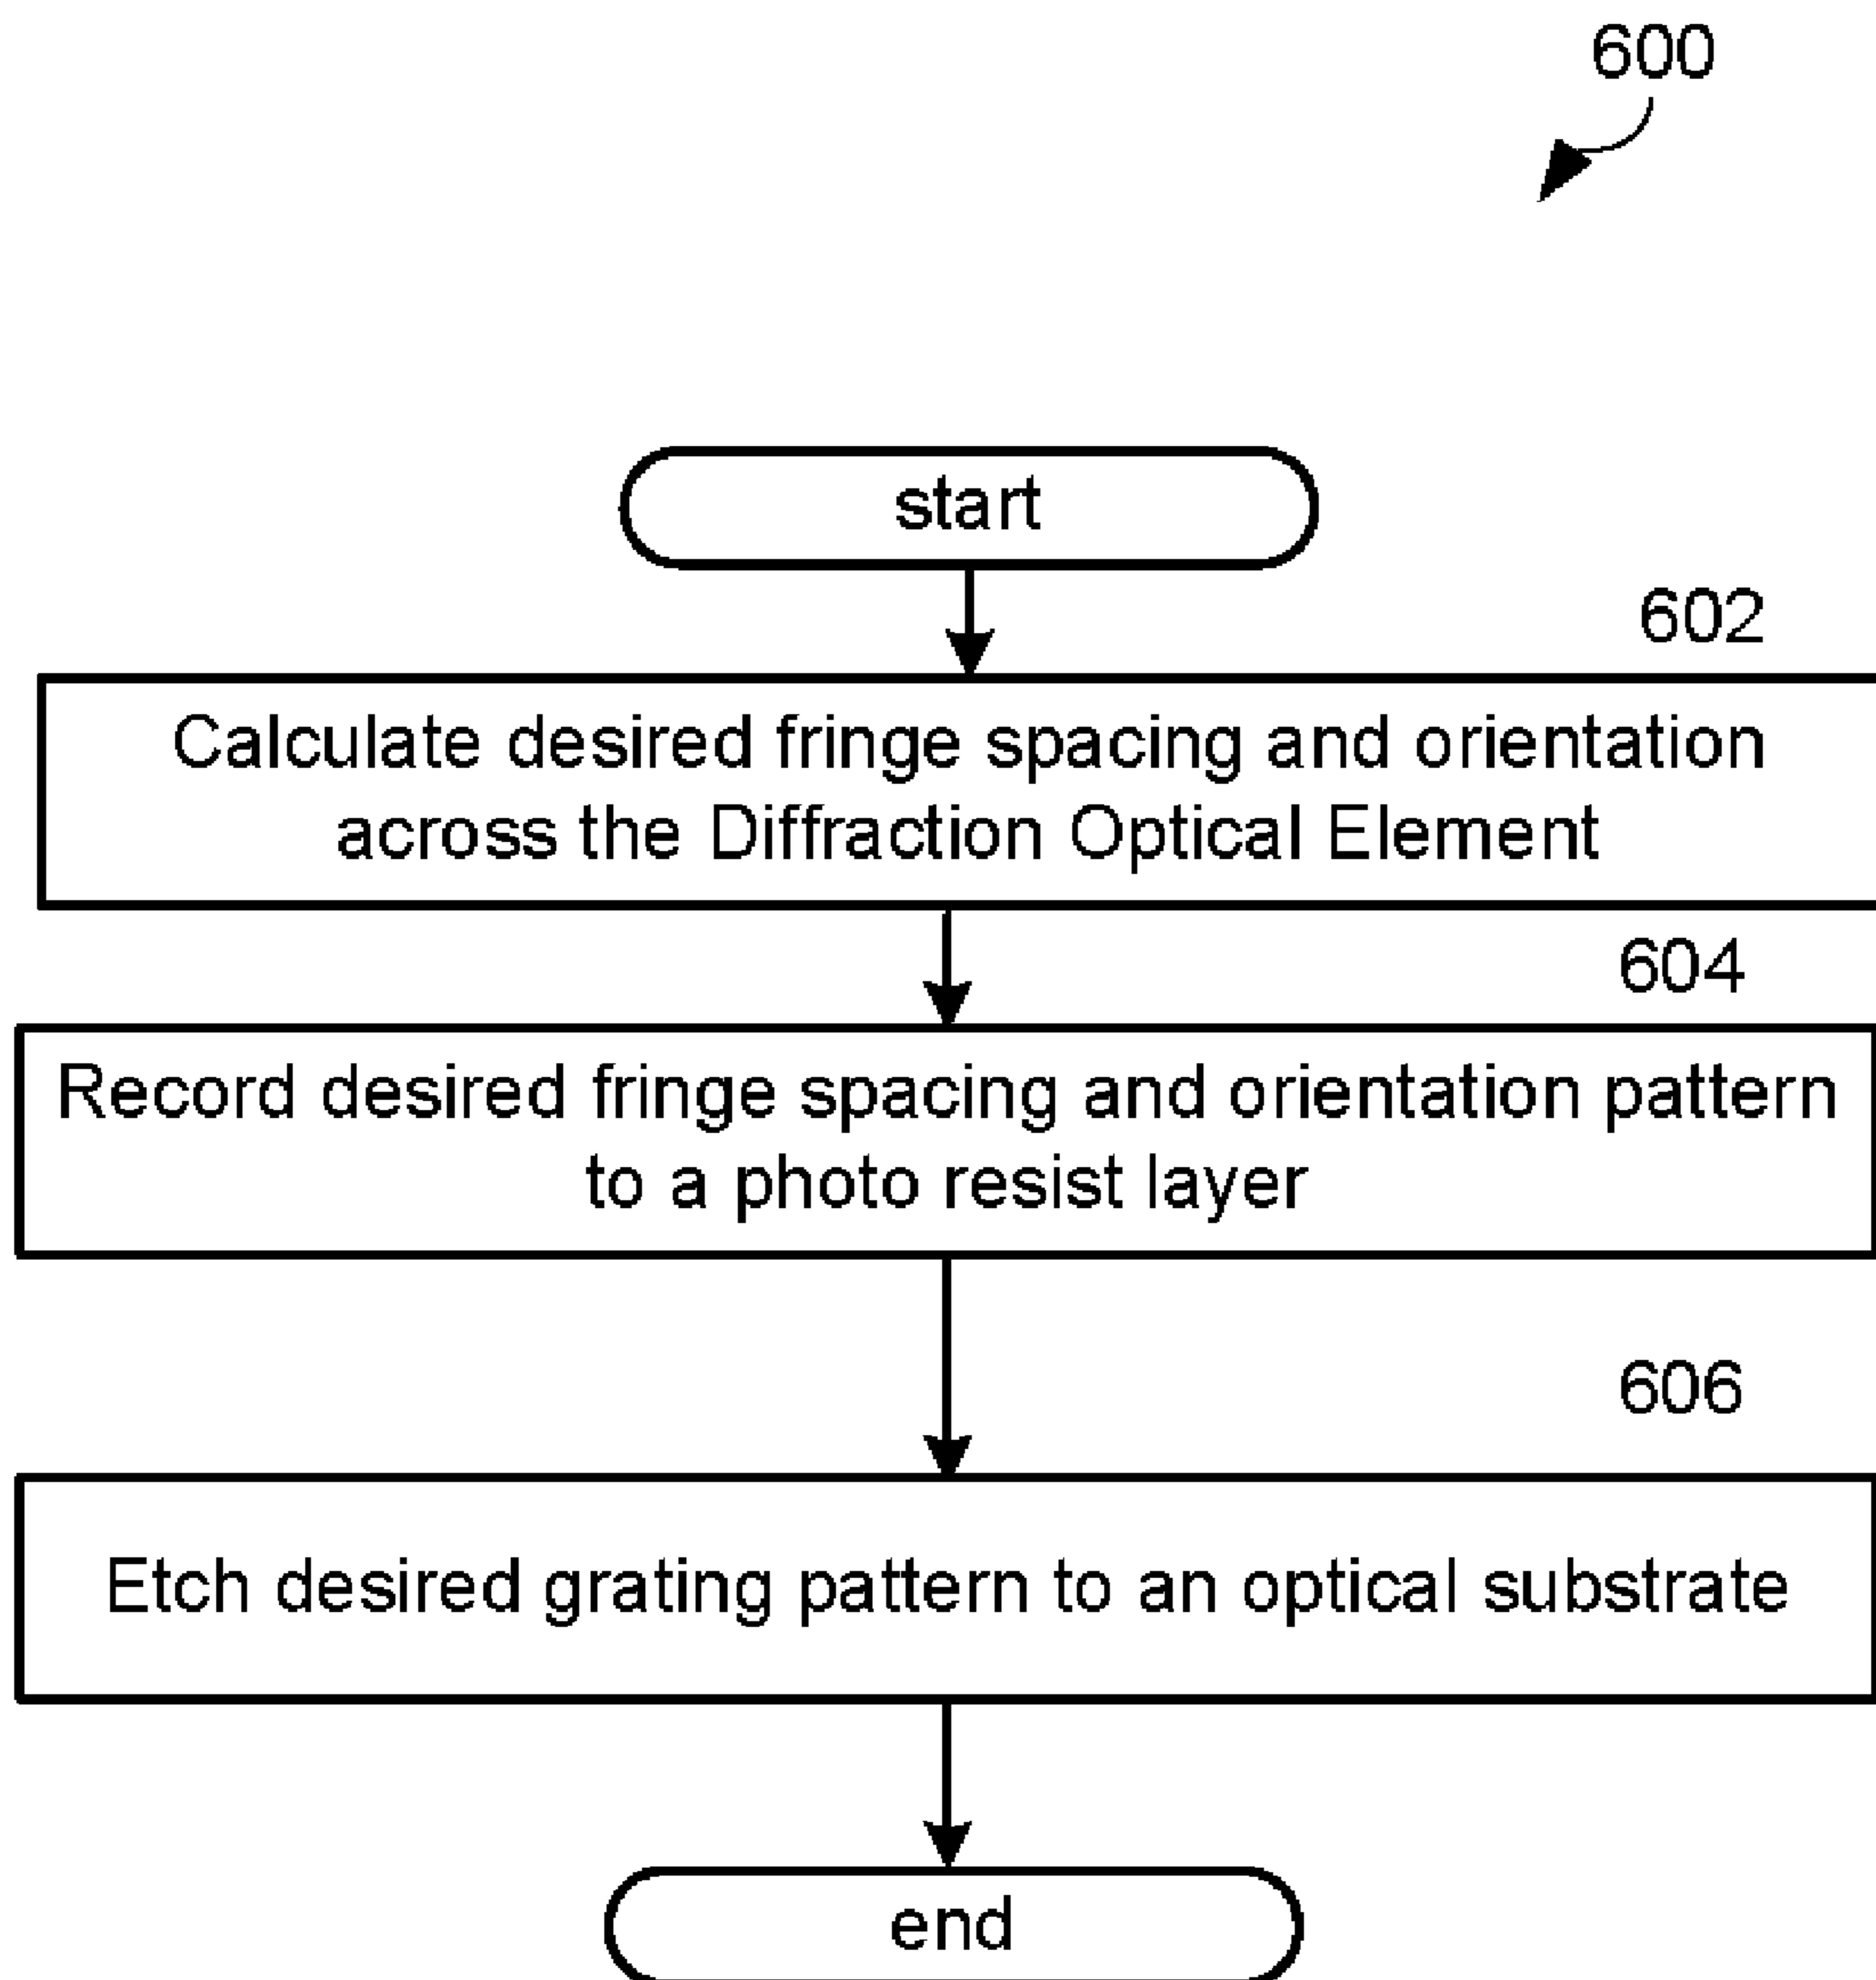 600
start
602
Calculate desired fringe spacing and orientation
across the Diffraction Optical Element
604
Record desired fringe spacing and orientation pattern
to a photo resist layer
606
Etch desired grating pattern to an optical substrate
end